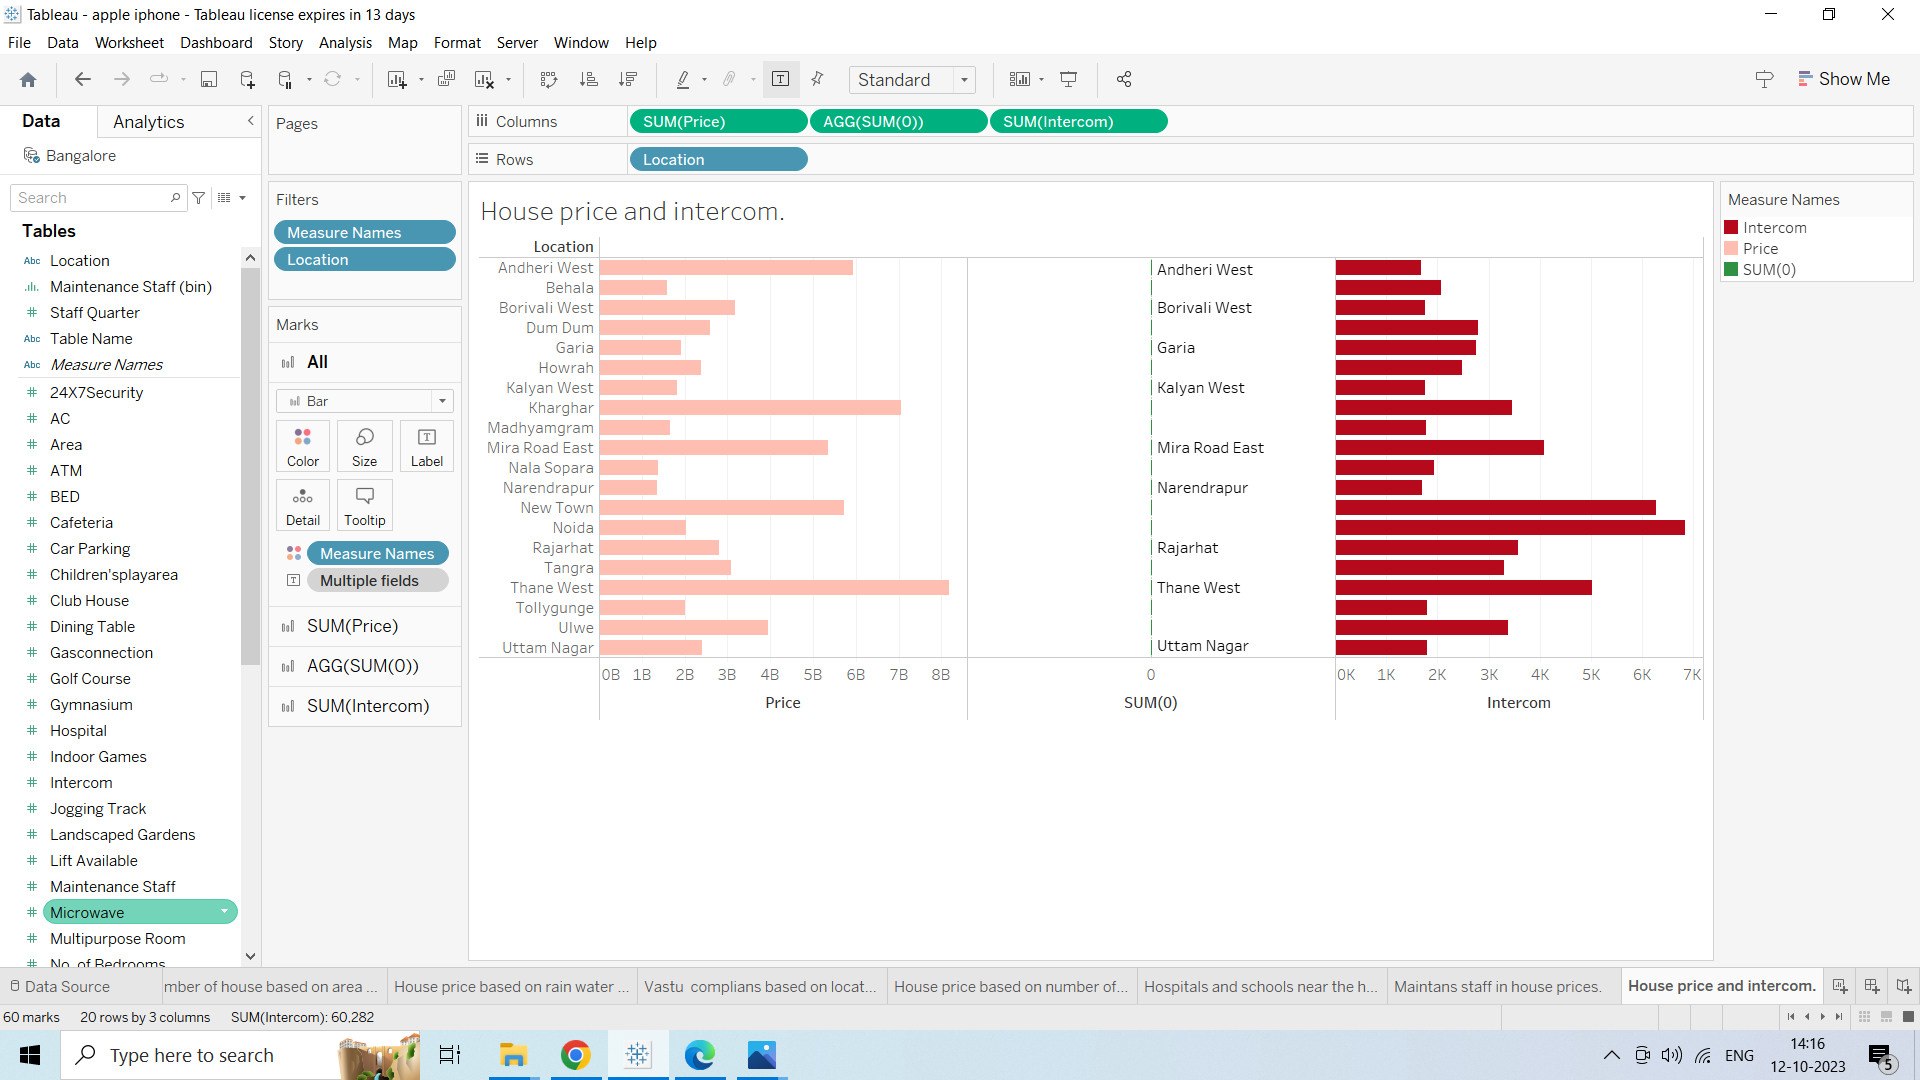 Tableau - apple iphone - Tableau license expires in 13 days
File Data Worksheet Dashboard Story Analysis Map Format Server Window Help
Standard
Show Me
Data Analytics
Bangalore
Search
Tables
Abc Location
Maintenance Staff (bin)
# Staff Quarter
Abc Table Name
Abc Measure Names
# 24X7Security
# AC
# Area
# ATM
# BED
# Cafeteria
# Car Parking
# Children'splayarea
# Club House
# Dining Table
# Gasconnection
# Golf Course
# Gymnasium
# Hospital
# Indoor Games
# Intercom
# Jogging Track
# Landscaped Gardens
# Lift Available
# Maintenance Staff
# Microwave
# Multipurpose Room
# No. of Bedrooms
Pages
Filters
Measure Names
Location
Marks
All
Bar
Color Size Label
Detail Tooltip
Measure Names
Multiple fields
SUM(Price)
AGG(SUM(0))
SUM(Intercom)
Columns SUM(Price) AGG(SUM(0)) SUM(Intercom)
Rows Location
House price and intercom.
Location
Andheri West Andheri West
Behala
Borivali West Borivali West
Dum Dum
Garia Garia
Howrah
Kalyan West Kalyan West
Kharghar
Madhyamgram
Mira Road East Mira Road East
Nala Sopara
Narendrapur Narendrapur
New Town
Noida
Rajarhat Rajarhat
Tangra
Thane West Thane West
Tollygunge
Ulwe
Uttam Nagar Uttam Nagar
0B 1B 2B 3B 4B 5B 6B 7B 8B 0 0K 1K 2K 3K 4K 5K 6K 7K
Price SUM(0) Intercom
Measure Names
Intercom
Price
SUM(0)
Data Source mber of house based on area ... House price based on rain water ... Vastu complians based on locat... House price based on number of... Hospitals and schools near the h... Maintans staff in house prices. House price and intercom.
60 marks 20 rows by 3 columns SUM(Intercom): 60,282
Type here to search
ENG
14:16
12-10-2023
5